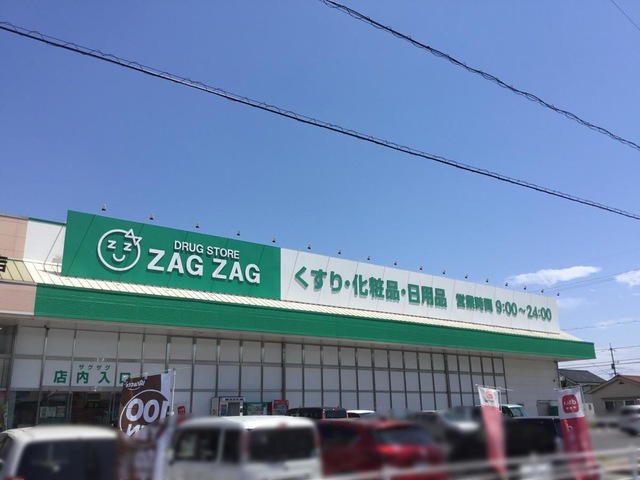 DRUG STORE
ZAG ZAG
くすり・化粧品・日用品 営業時間 9:00～24:00
ザグザグ
店内入口
100